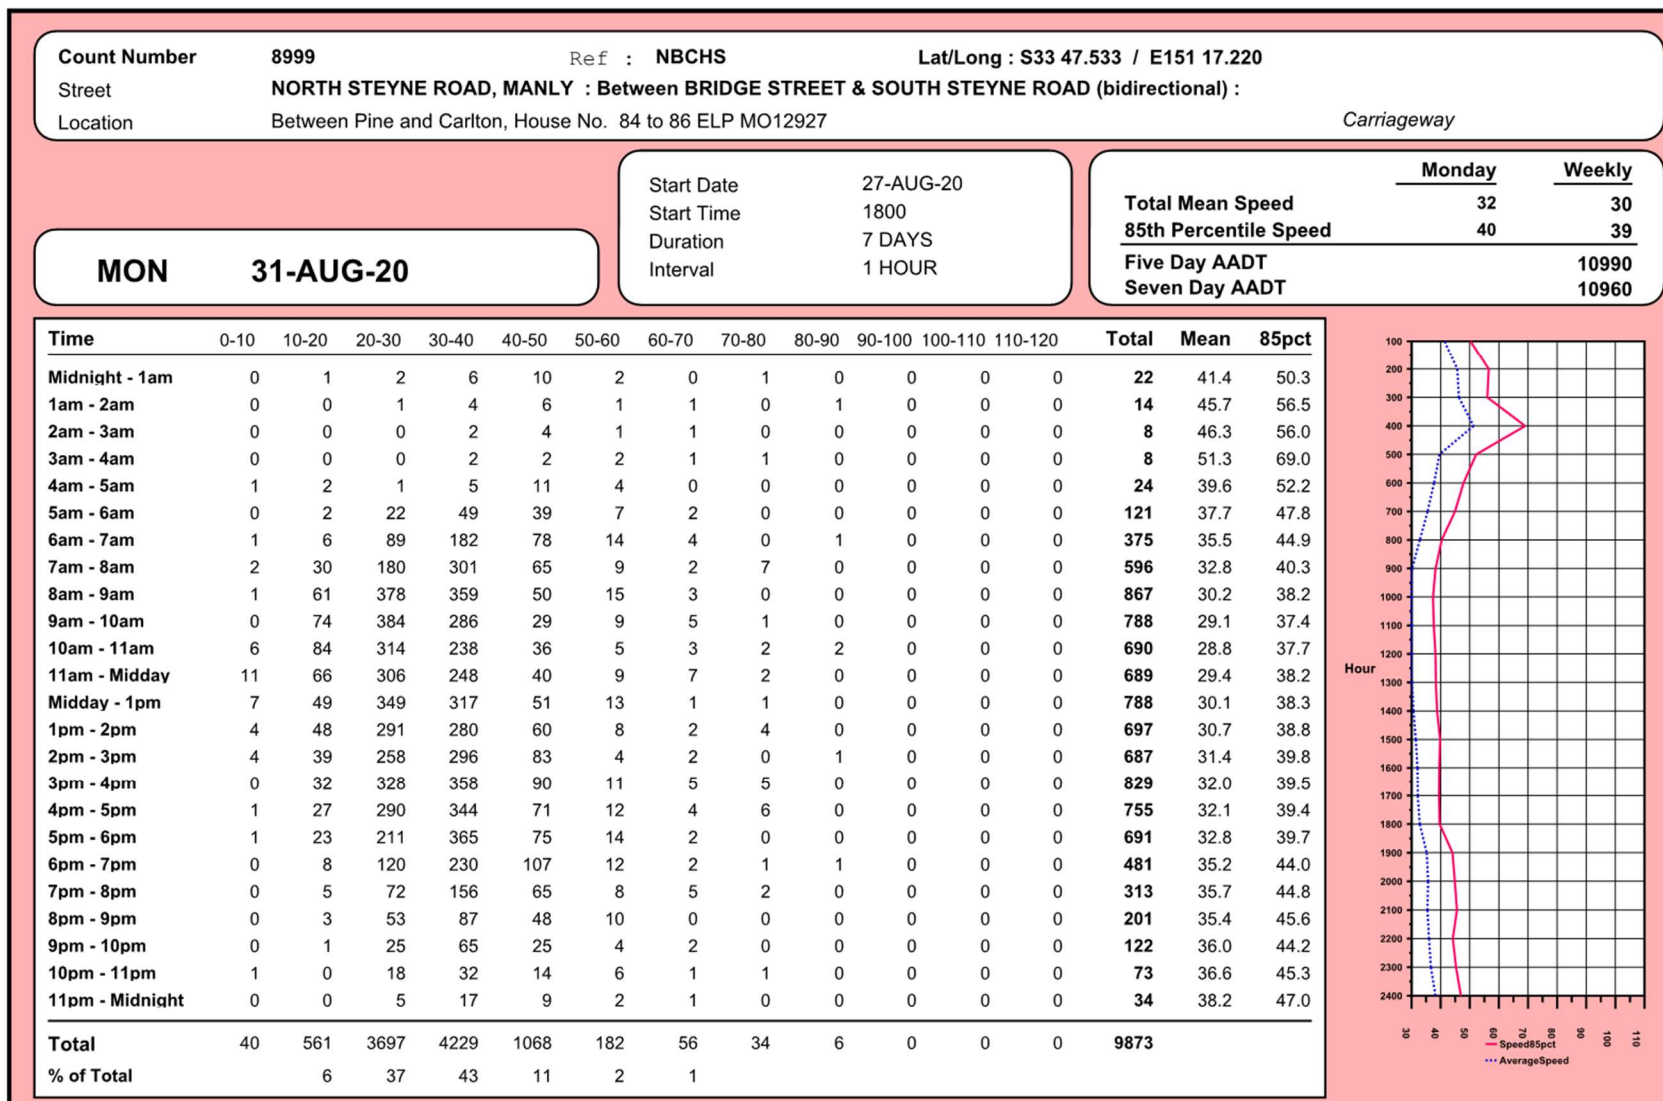 Count Number 8999 Ref : NBCHS Lat/Long : S33 47.533 / E151 17.220
Street NORTH STEYNE ROAD, MANLY : Between BRIDGE STREET & SOUTH STEYNE ROAD (bidirectional) :
Location Between Pine and Carlton, House No. 84 to 86 ELP MO12927 Carriageway
MON 31-AUG-20
Start Date 27-AUG-20
Start Time 1800
Duration 7 DAYS
Interval 1 HOUR
Monday Weekly
Total Mean Speed 32 30
85th Percentile Speed 40 39
Five Day AADT 10990
Seven Day AADT 10960
Time 0-10 10-20 20-30 30-40 40-50 50-60 60-70 70-80 80-90 90-100 100-110 110-120 Total Mean 85pct
Midnight - 1am 0 1 2 6 10 2 0 1 0 0 0 0 22 41.4 50.3
1am - 2am 0 0 1 4 6 1 1 0 1 0 0 0 14 45.7 56.5
2am - 3am 0 0 0 2 4 1 1 0 0 0 0 0 8 46.3 56.0
3am - 4am 0 0 0 2 2 2 1 1 0 0 0 0 8 51.3 69.0
4am - 5am 1 2 1 5 11 4 0 0 0 0 0 0 24 39.6 52.2
5am - 6am 0 2 22 49 39 7 2 0 0 0 0 0 121 37.7 47.8
6am - 7am 1 6 89 182 78 14 4 0 1 0 0 0 375 35.5 44.9
7am - 8am 2 30 180 301 65 9 2 7 0 0 0 0 596 32.8 40.3
8am - 9am 1 61 378 359 50 15 3 0 0 0 0 0 867 30.2 38.2
9am - 10am 0 74 384 286 29 9 5 1 0 0 0 0 788 29.1 37.4
10am - 11am 6 84 314 238 36 5 3 2 2 0 0 0 690 28.8 37.7
11am - Midday 11 66 306 248 40 9 7 2 0 0 0 0 689 29.4 38.2
Midday - 1pm 7 49 349 317 51 13 1 1 0 0 0 0 788 30.1 38.3
1pm - 2pm 4 48 291 280 60 8 2 4 0 0 0 0 697 30.7 38.8
2pm - 3pm 4 39 258 296 83 4 2 0 1 0 0 0 687 31.4 39.8
3pm - 4pm 0 32 328 358 90 11 5 5 0 0 0 0 829 32.0 39.5
4pm - 5pm 1 27 290 344 71 12 4 6 0 0 0 0 755 32.1 39.4
5pm - 6pm 1 23 211 365 75 14 2 0 0 0 0 0 691 32.8 39.7
6pm - 7pm 0 8 120 230 107 12 2 1 1 0 0 0 481 35.2 44.0
7pm - 8pm 0 5 72 156 65 8 5 2 0 0 0 0 313 35.7 44.8
8pm - 9pm 0 3 53 87 48 10 0 0 0 0 0 0 201 35.4 45.6
9pm - 10pm 0 1 25 65 25 4 2 0 0 0 0 0 122 36.0 44.2
10pm - 11pm 1 0 18 32 14 6 1 1 0 0 0 0 73 36.6 45.3
11pm - Midnight 0 0 5 17 9 2 1 0 0 0 0 0 34 38.2 47.0
Total 40 561 3697 4229 1068 182 56 34 6 0 0 0 9873
% of Total 6 37 43 11 2 1
100
200
300
400
500
600
700
800
900
1000
1100
1200
Hour
1300
1400
1500
1600
1700
1800
1900
2000
2100
2200
2300
2400
30 40 50 60 70 80 90 100 110
Speed85pct
AverageSpeed